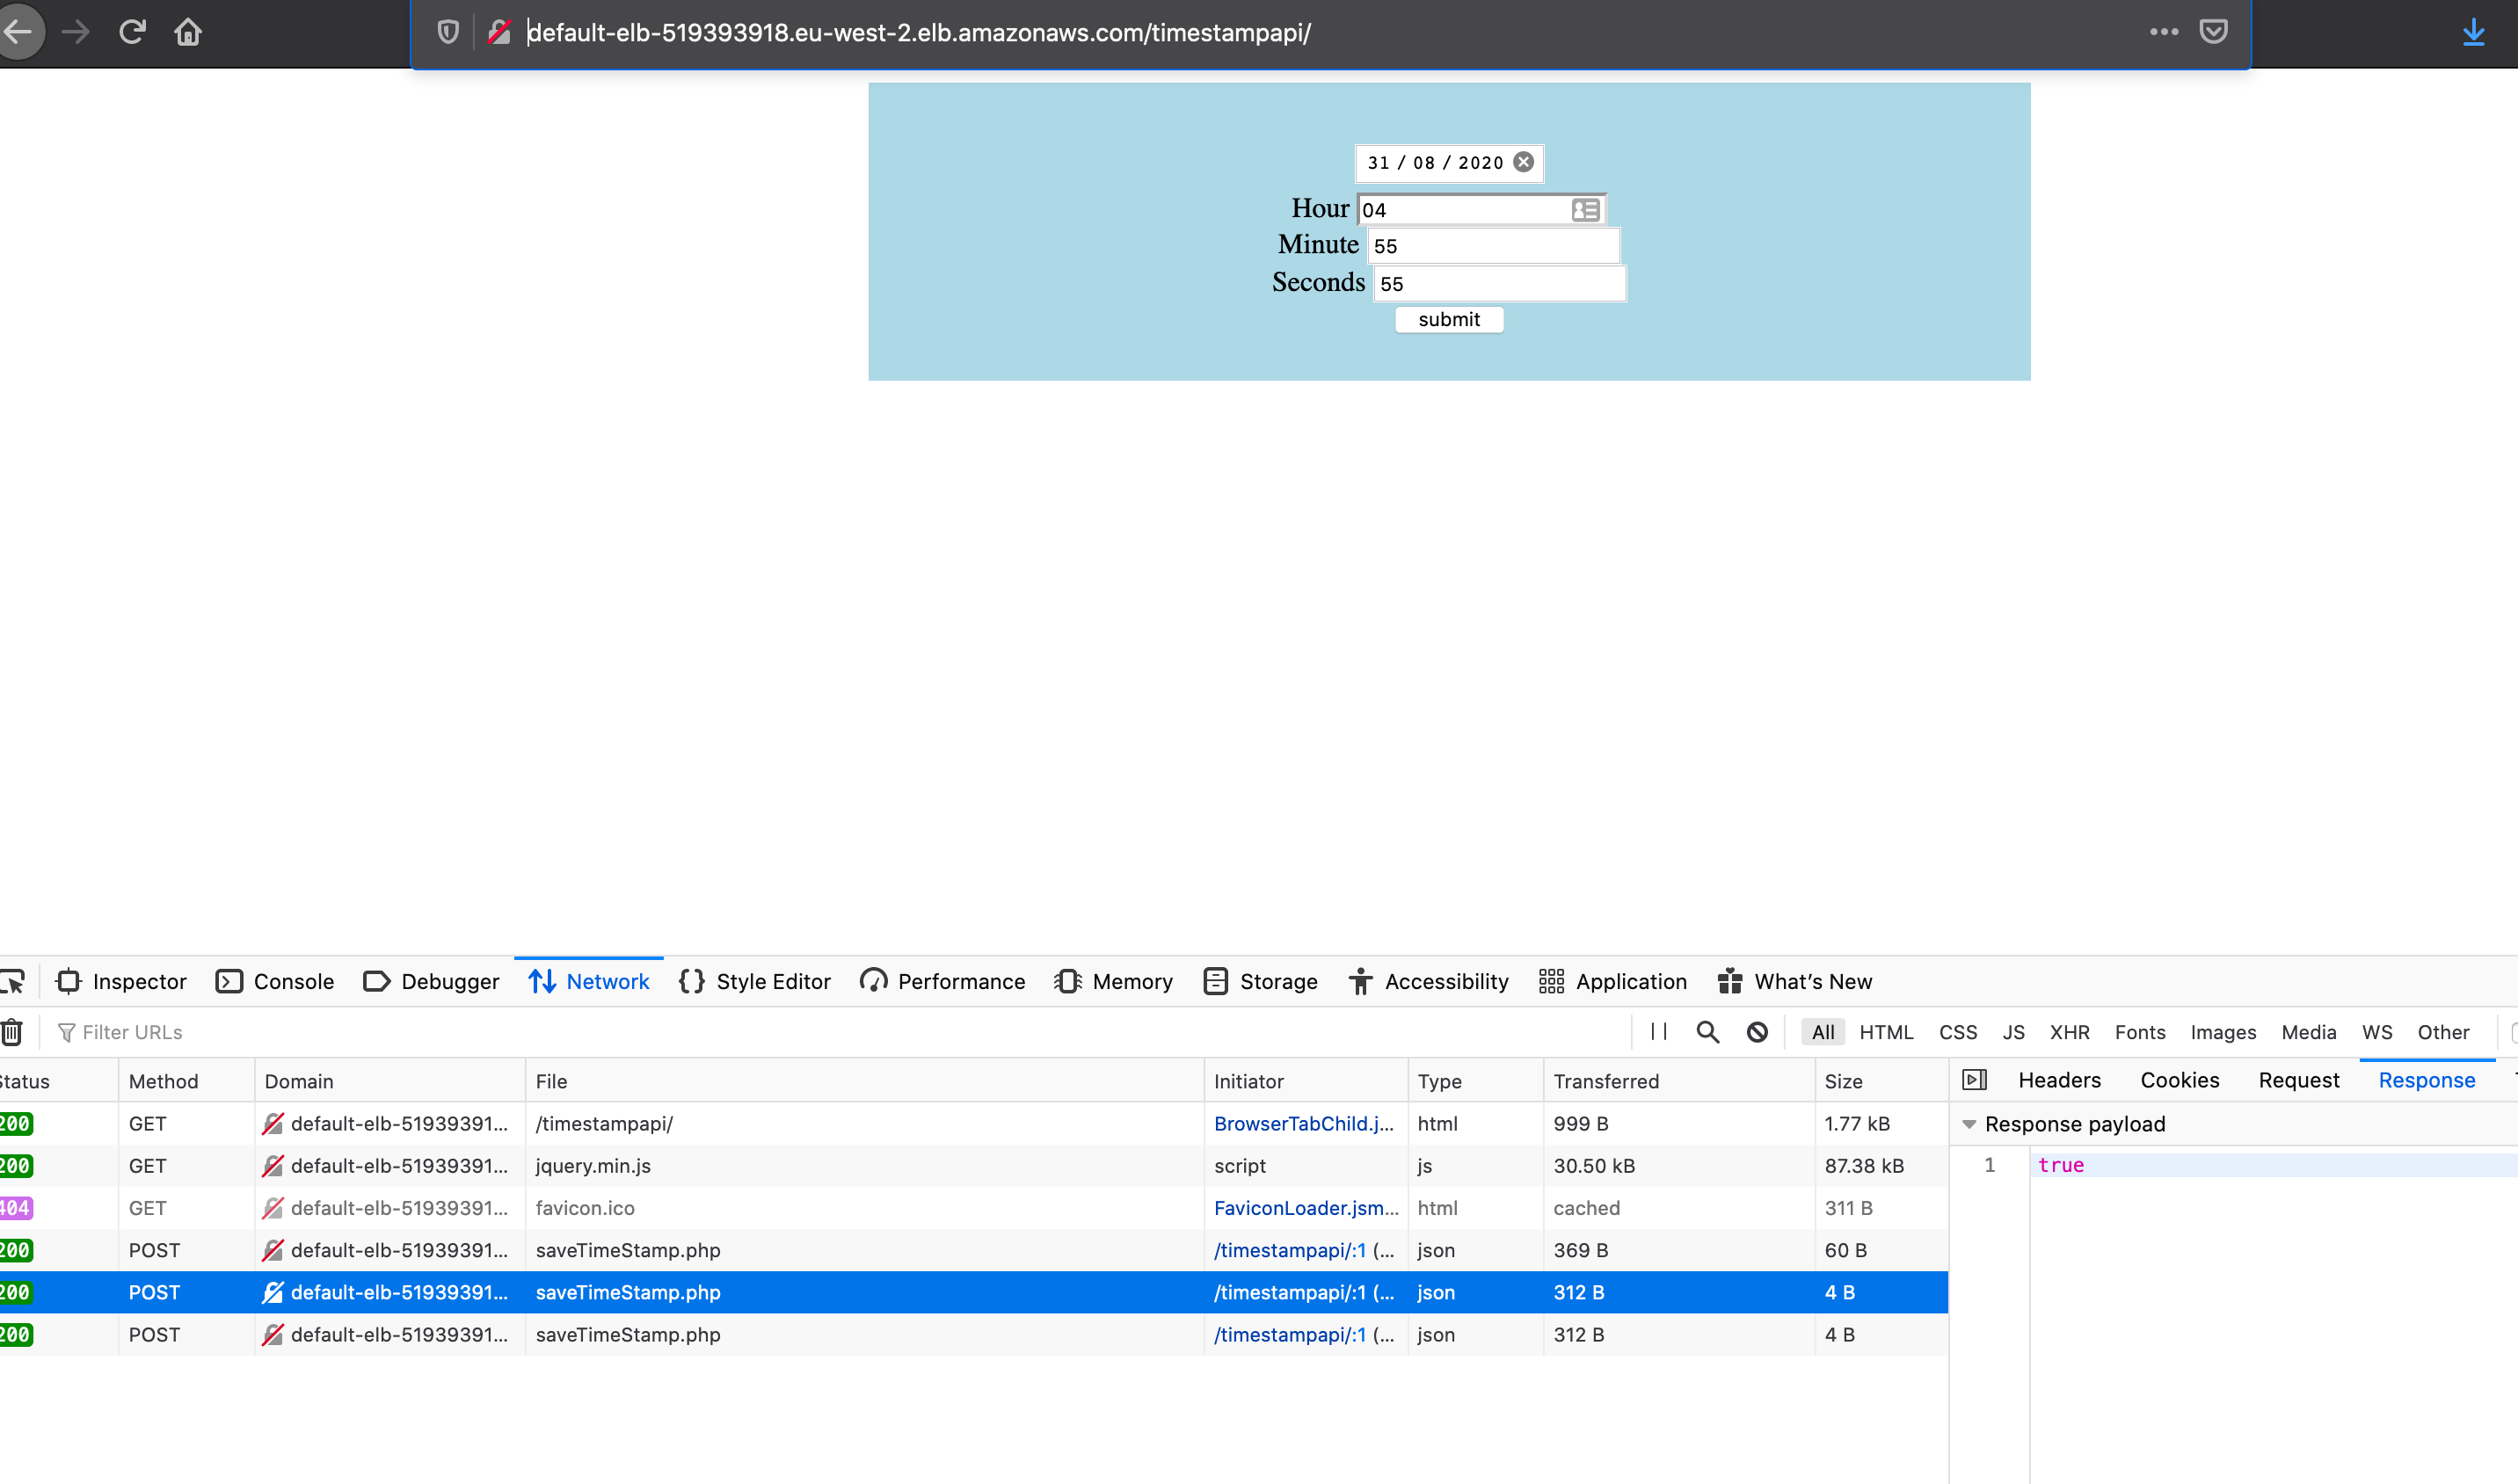 default-elb-519393918.eu-west-2.elb.amazonaws.com/timestampapi/
31 / 08 / 2020
Hour 04
Minute 55
Seconds 55
submit
Inspector Console Debugger Network Style Editor Performance Memory Storage Accessibility Application What's New
Filter URLs All HTML CSS JS XHR Fonts Images Media WS Other
Status Method Domain File Initiator Type Transferred Size Headers Cookies Request Response
200 GET default-elb-51939391... /timestampapi/ BrowserTabChild.j... html 999 B 1.77 kB Response payload
200 GET default-elb-51939391... jquery.min.js script js 30.50 kB 87.38 kB 1 true
404 GET default-elb-51939391... favicon.ico FaviconLoader.jsm... html cached 311 B
200 POST default-elb-51939391... saveTimeStamp.php /timestampapi/:1 (... json 369 B 60 B
200 POST default-elb-51939391... saveTimeStamp.php /timestampapi/:1 (... json 312 B 4 B
200 POST default-elb-51939391... saveTimeStamp.php /timestampapi/:1 (... json 312 B 4 B